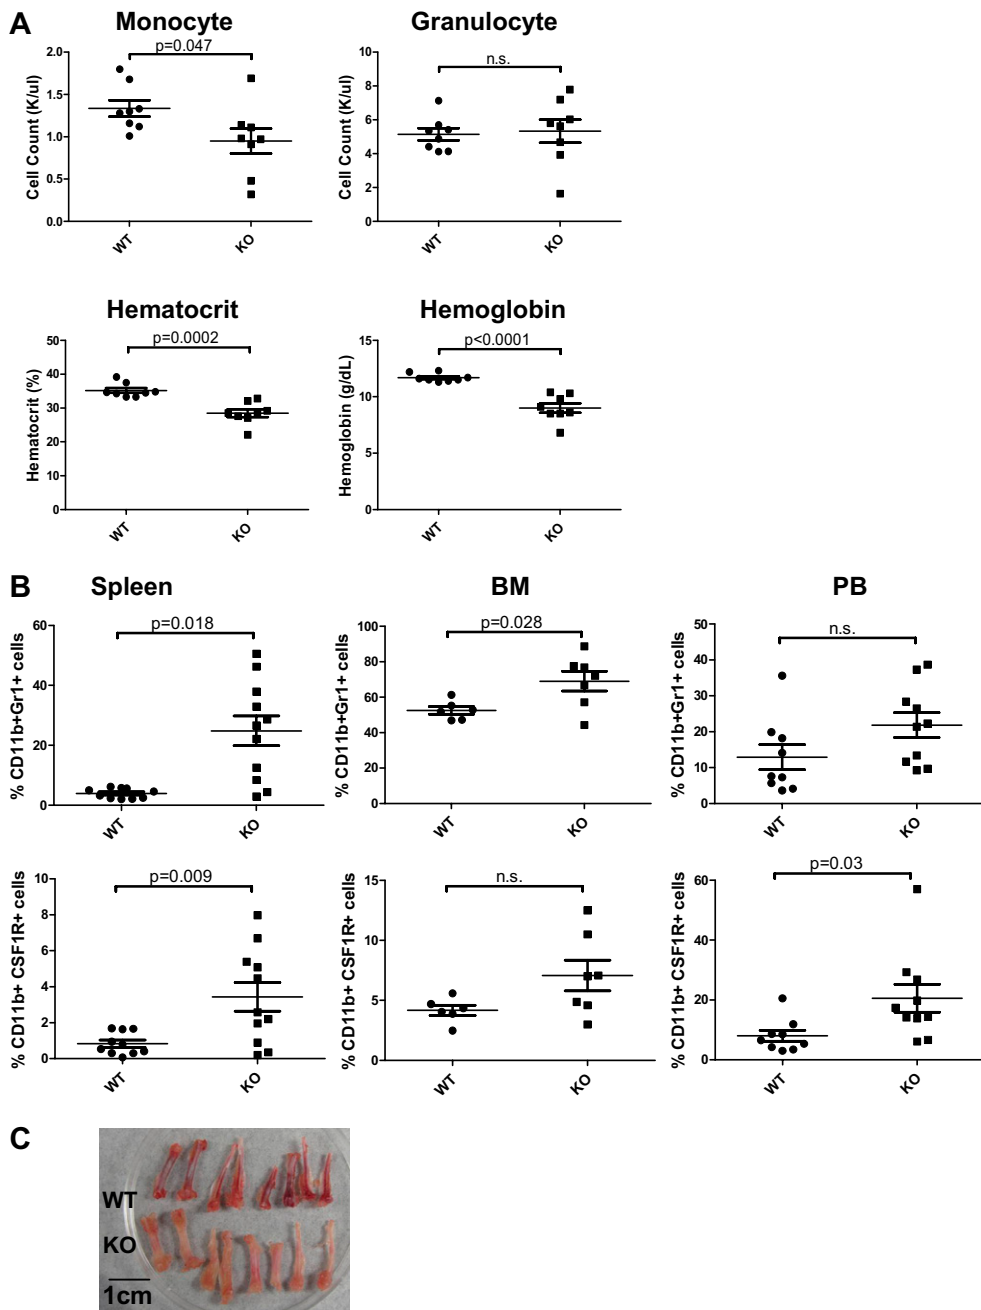 A
Monocyte
p=0.047
Cell Count (K/ul)
2.0
1.5
1.0
0.5
0.0
WT
KO
Granulocyte
n.s.
Cell Count (K/ul)
10
8
6
4
2
0
WT
KO
Hematocrit
p=0.0002
Hematocrit (%)
50
40
30
20
10
0
WT
KO
Hemoglobin
p<0.0001
Hemoglobin (g/dL)
15
10
5
0
WT
KO
B
Spleen
p=0.018
% CD11b+Gr1+ cells
60
40
20
0
WT
KO
BM
p=0.028
% CD11b+Gr1+ cells
100
80
60
40
20
0
WT
KO
PB
n.s.
% CD11b+Gr1+ cells
50
40
30
20
10
0
WT
KO
p=0.009
% CD11b+ CSF1R+ cells
10
8
6
4
2
0
WT
KO
n.s.
% CD11b+ CSF1R+ cells
15
10
5
0
WT
KO
p=0.03
% CD11b+ CSF1R+ cells
60
40
20
0
WT
KO
C
WT
KO
1cm